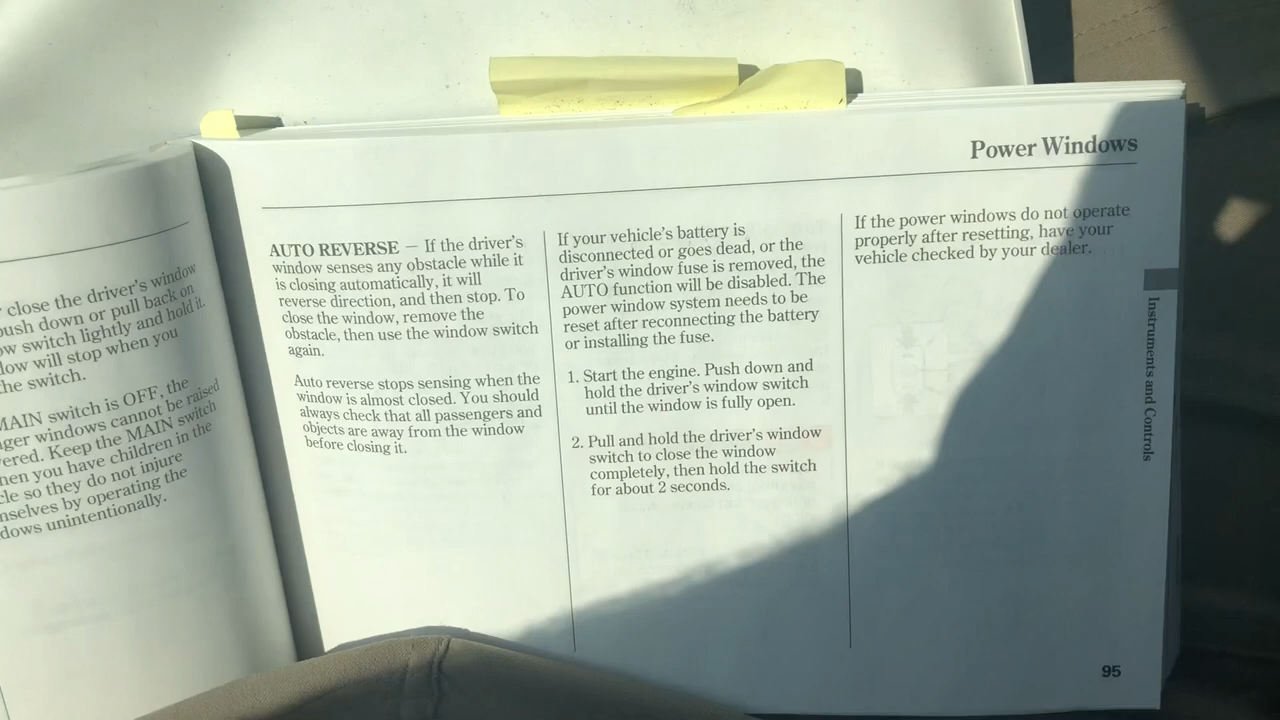 close the driver's window
push down or pull back on
switch lightly and hold it.
will stop when you
the switch.
MAIN switch is OFF, the
windows cannot be raised
Keep the MAIN switch
you have children in the
so they do not injure
by operating the
unintentionally.
Power Windows
AUTO REVERSE — If the driver's
window senses any obstacle while it
is closing automatically, it will
reverse direction, and then stop. To
close the window, remove the
obstacle, then use the window switch
again.
Auto reverse stops sensing when the
window is almost closed. You should
always check that all passengers and
objects are away from the window
before closing it.
If your vehicle's battery is
disconnected or goes dead, or the
driver's window fuse is removed, the
AUTO function will be disabled. The
power window system needs to be
reset after reconnecting the battery
or installing the fuse.
1. Start the engine. Push down and
hold the driver's window switch
until the window is fully open.
2. Pull and hold the driver's window
switch to close the window
completely, then hold the switch
for about 2 seconds.
If the power windows do not operate
properly after resetting, have your
vehicle checked by your dealer.
Instruments and Controls
95